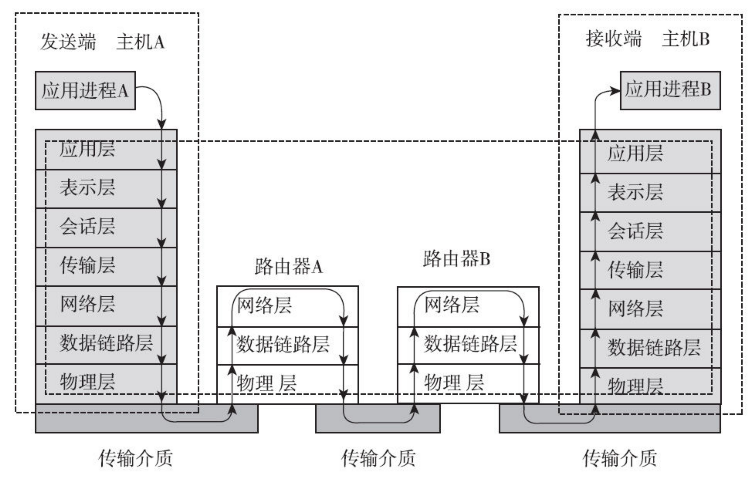 发送端 主机A
应用进程A
应用层
表示层
会话层
传输层
网络层
数据链路层
物理层
路由器A
网络层
数据链路层
物理 层
路由器B
网络层
数据链路层
物理 层
接收端 主机B
应用进程B
应用层
表示层
会话层
传输层
网络层
数据链路层
物理层
传输介质
传输介质
传输介质